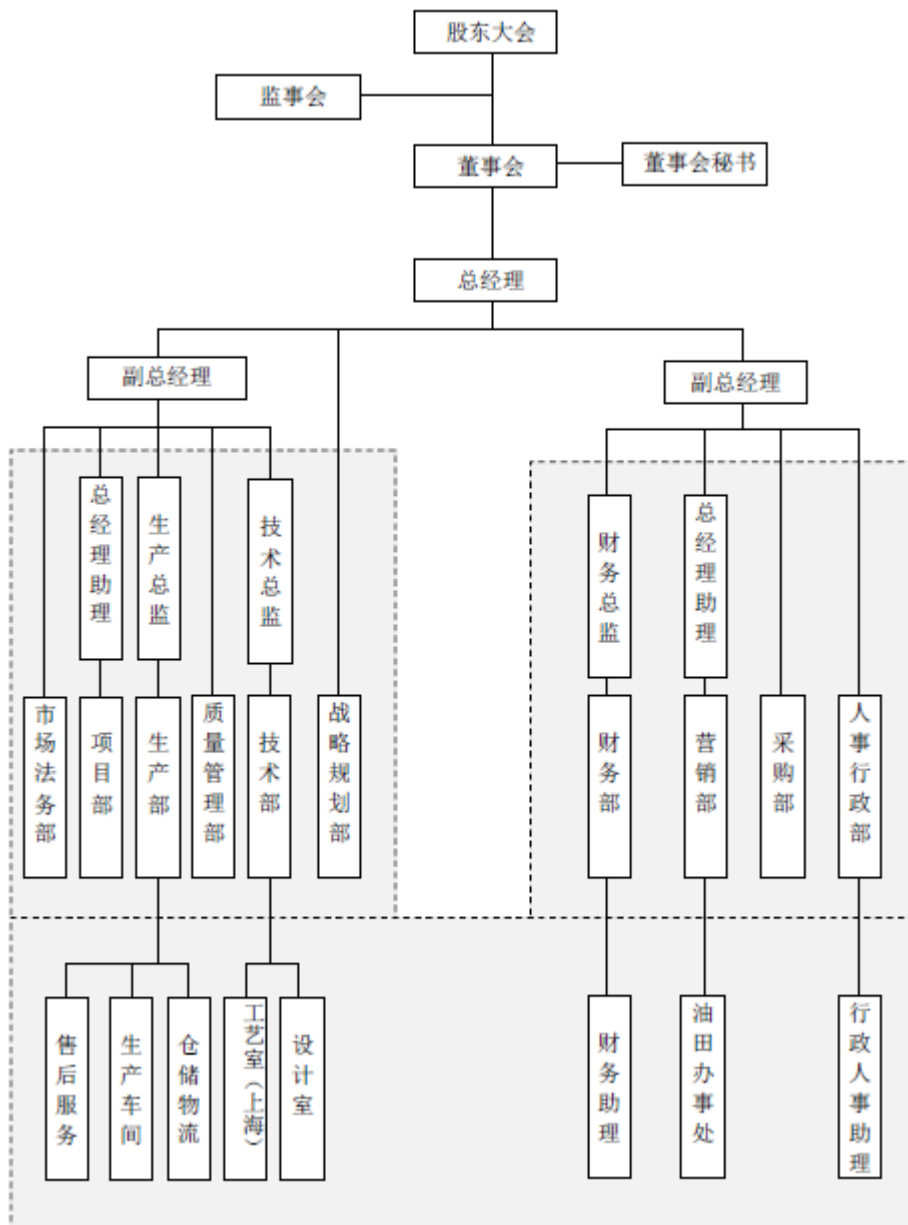 股东大会
监事会
董事会
董事会秘书
总经理
副总经理
副总经理
总经理助理
生产总监
技术总监
财务总监
总经理助理
市场法务部
项目部
生产部
质量管理部
技术部
战略规划部
财务部
营销部
采购部
人事行政部
售后服务
生产车间
仓储物流
工艺室（上海）
设计室
财务助理
油田办事处
行政人事助理